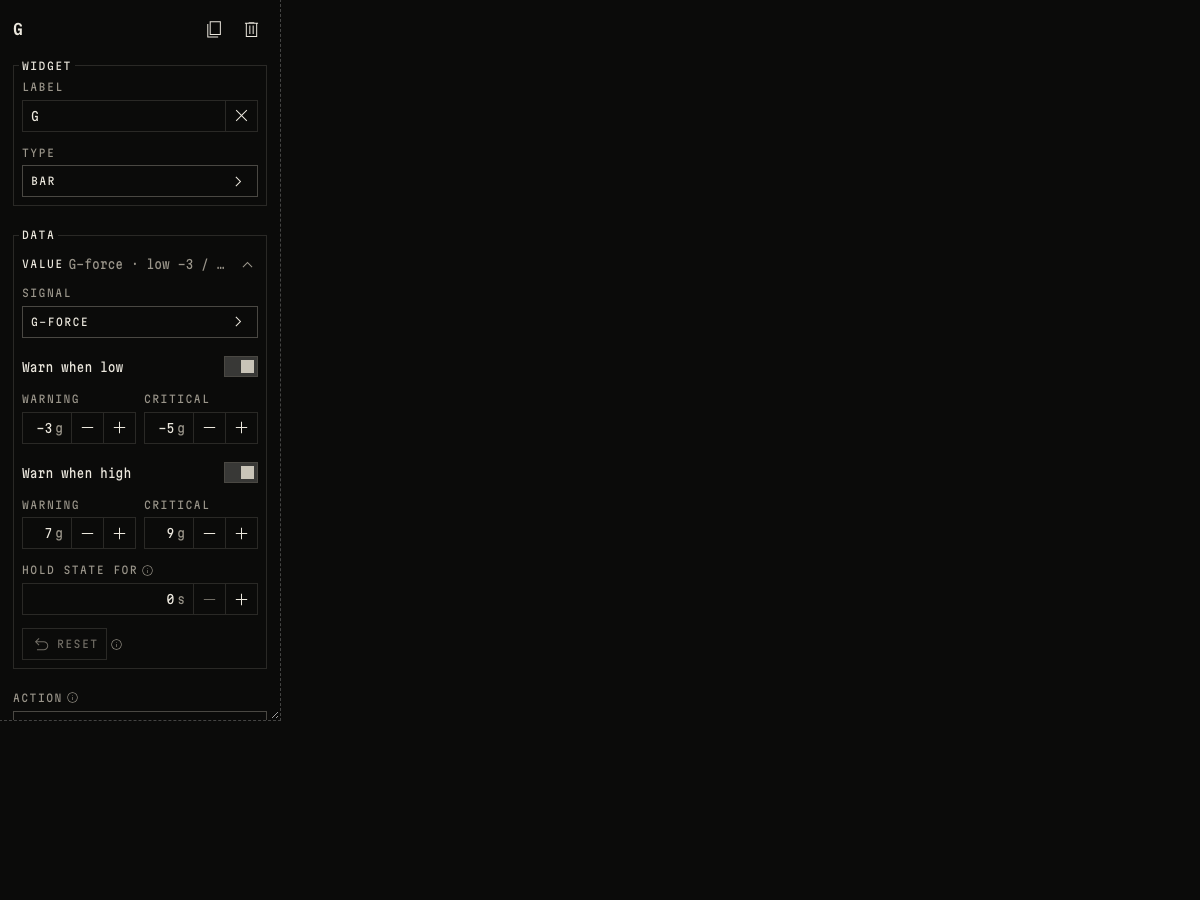 G
WIDGET
LABEL
G
TYPE
BAR
DATA
VALUE G-force · low -3 / …
SIGNAL
G-FORCE
Warn when low
WARNING CRITICAL
-3 g -5 g
Warn when high
WARNING CRITICAL
7 g 9 g
HOLD STATE FOR
0 s
RESET
ACTION